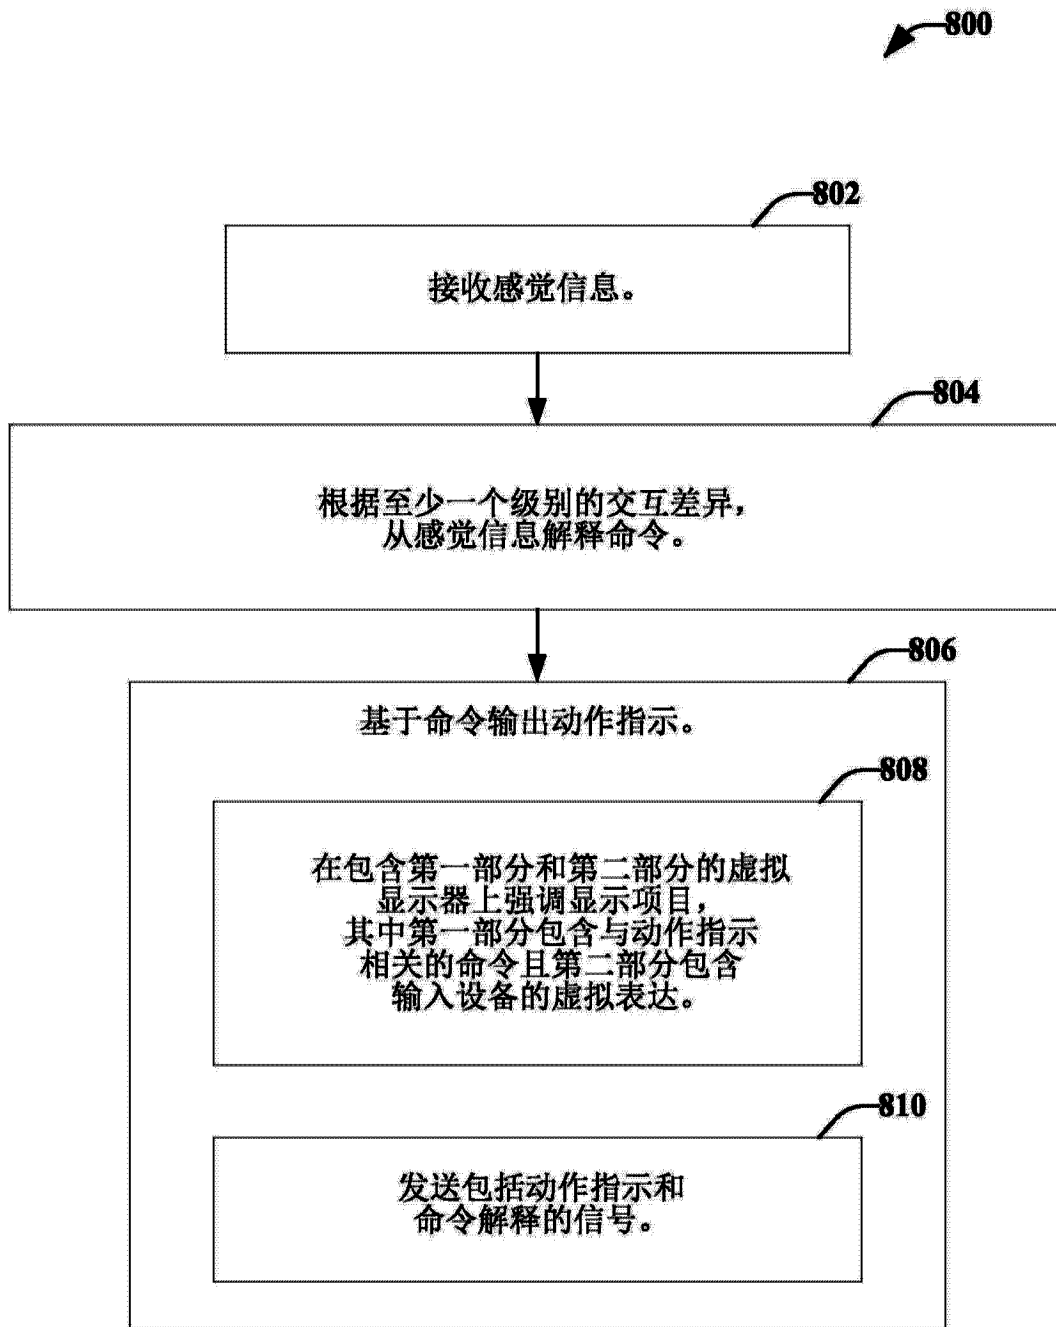 800
802
接收感觉信息。
804
根据至少一个级别的交互差异，
从感觉信息解释命令。
806
基于命令输出动作指示。
808
在包含第一部分和第二部分的虚拟
显示器上强调显示项目，
其中第一部分包含与动作指示
相关的命令且第二部分包含
输入设备的虚拟表达。
810
发送包括动作指示和
命令解释的信号。